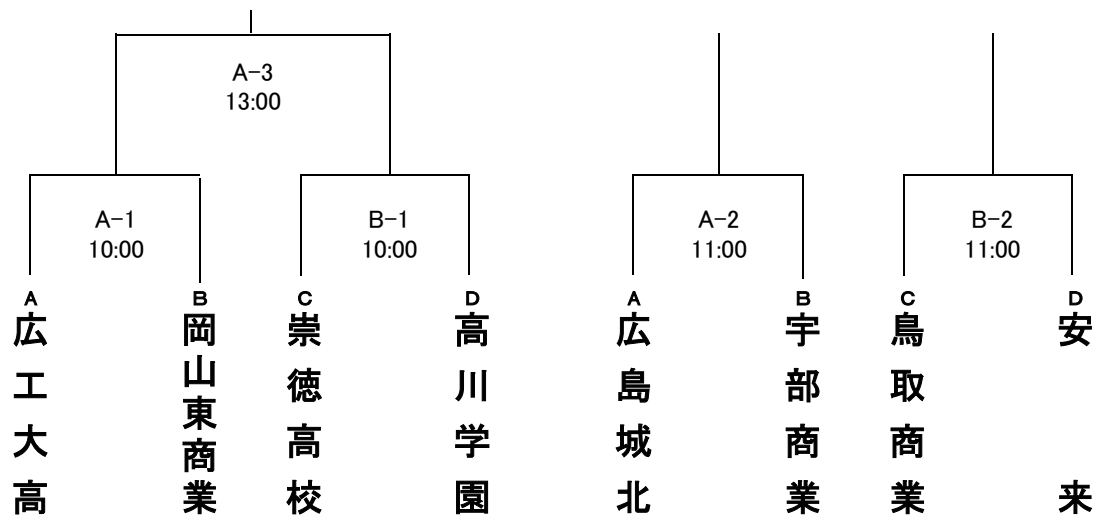 A-3
13:00
A-1
10:00
B-1
10:00
A-2
11:00
B-2
11:00
A
広工大高
B
岡山東商業
C
崇徳高校
D
高川学園
A
広島城北
B
宇部商業
C
鳥取商業
D
安来